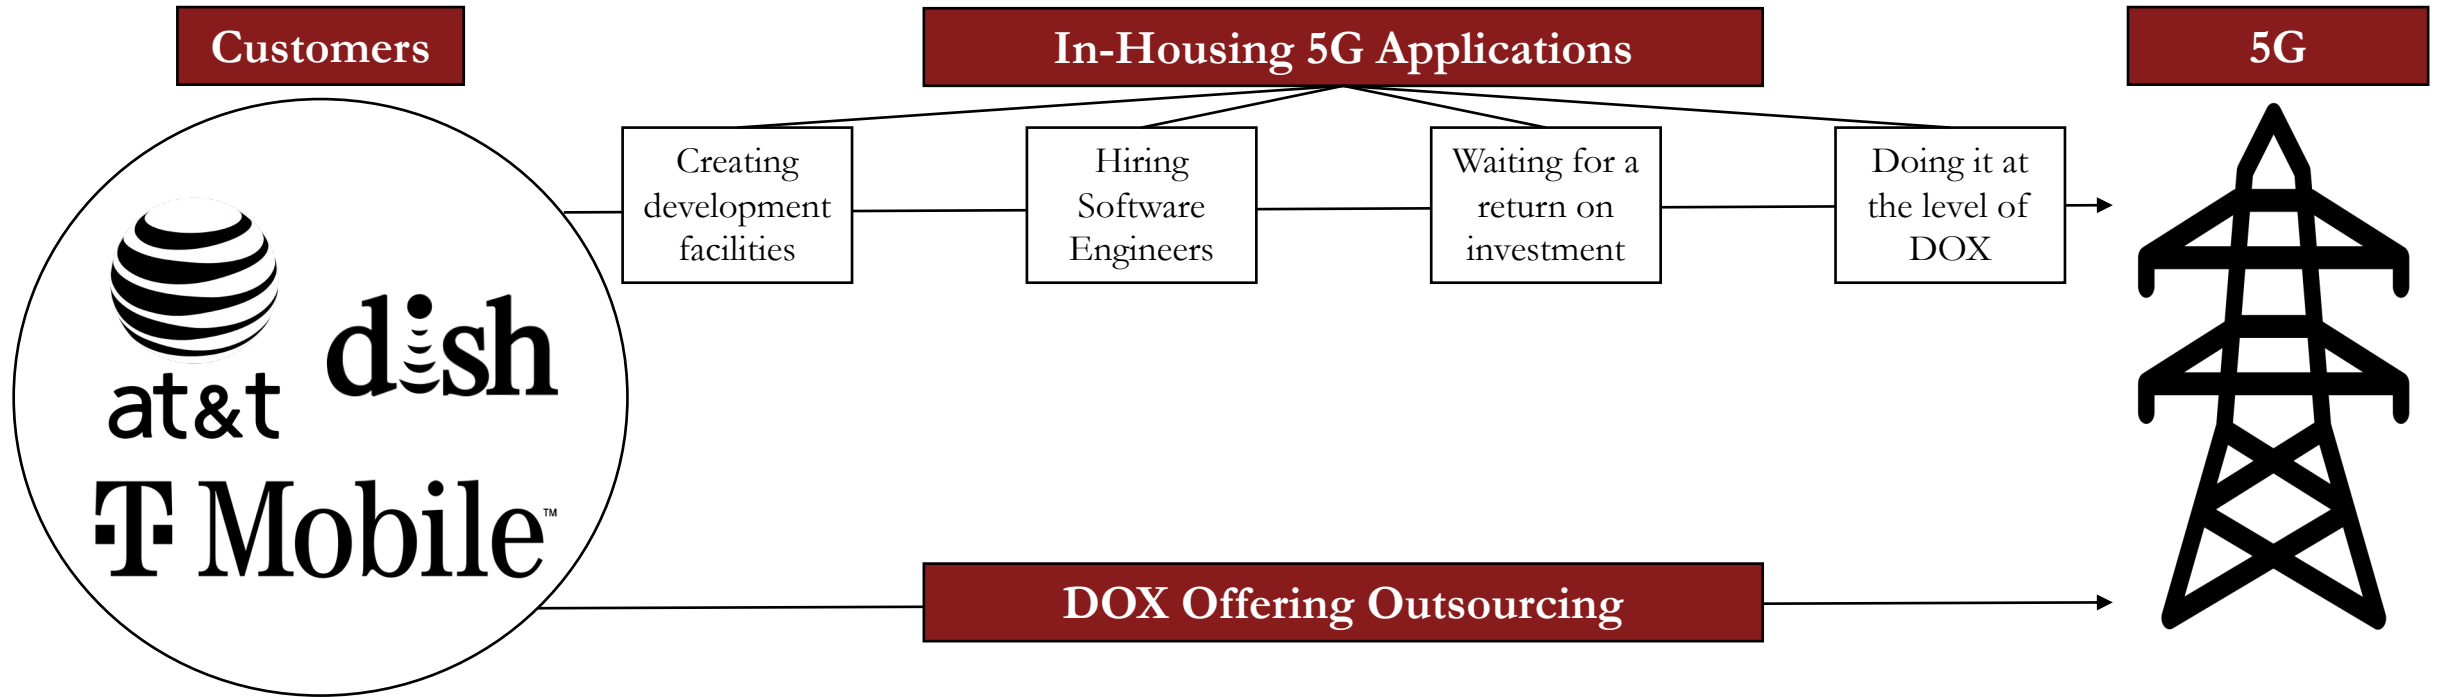 Customers
In-Housing 5G Applications
5G
Creating
development
facilities
Hiring
Software
Engineers
Waiting for a
return on
investment
Doing it at
the level of
DOX
at&t
dish
T Mobile™
DOX Offering Outsourcing